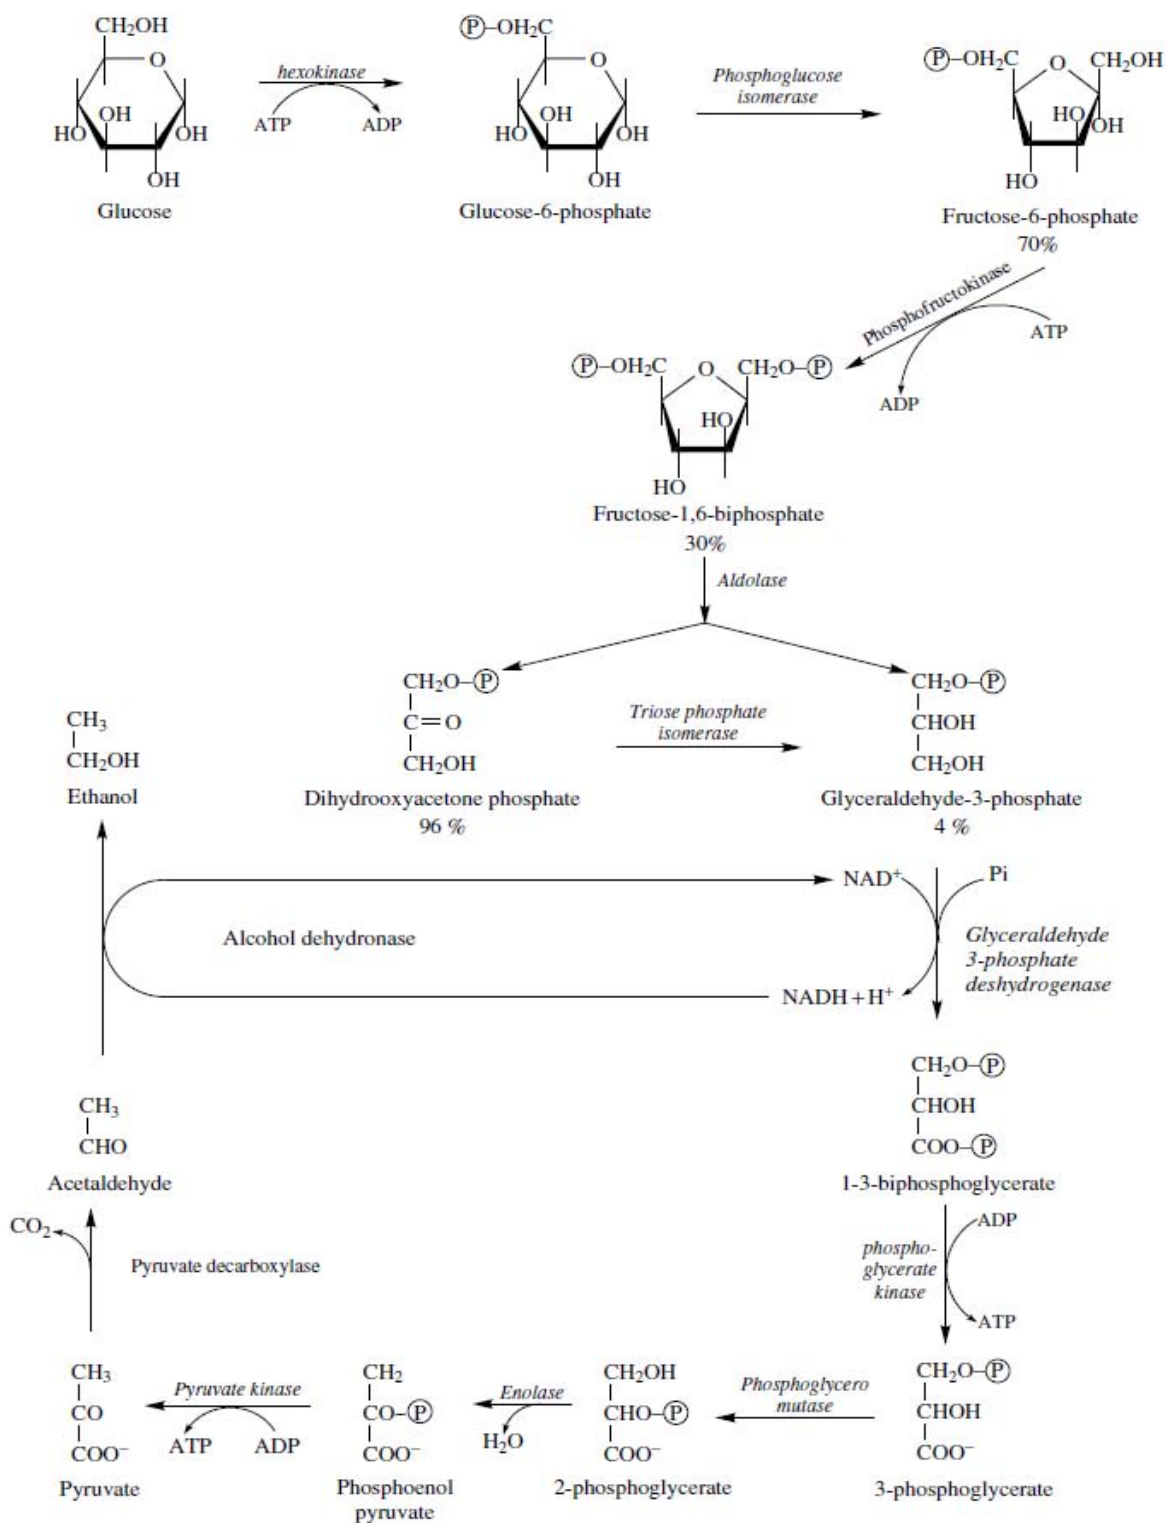 CH₂OH
O
OH
HO
OH
OH
Glucose
hexokinase
ATP
ADP
P–OH₂C
O
OH
HO
OH
OH
Glucose-6-phosphate
Phosphoglucose
isomerase
P–OH₂C
O
CH₂OH
HO
OH
HO
Fructose-6-phosphate
70%
Phosphofructokinase
ATP
ADP
P–OH₂C
O
CH₂O–P
HO
HO
Fructose-1,6-biphosphate
30%
Aldolase
CH₂O–P
C=O
CH₂OH
Dihydrooxyacetone phosphate
96 %
Triose phosphate
isomerase
CH₂O–P
CHOH
CH₂OH
Glyceraldehyde-3-phosphate
4 %
CH₃
CH₂OH
Ethanol
NAD⁺
Pi
Alcohol dehydronase
Glyceraldehyde
3-phosphate
deshydrogenase
NADH + H⁺
CH₂O–P
CHOH
COO–P
1-3-biphosphoglycerate
CH₃
CHO
Acetaldehyde
CO₂
Pyruvate decarboxylase
ADP
phospho-
glycerate
kinase
ATP
CH₂O–P
CHOH
COO⁻
3-phosphoglycerate
Phosphoglycero
mutase
CH₂OH
CHO–P
COO⁻
2-phosphoglycerate
Enolase
H₂O
CH₂
CO–P
COO⁻
Phosphoenol
pyruvate
Pyruvate kinase
ATP
ADP
CH₃
CO
COO⁻
Pyruvate